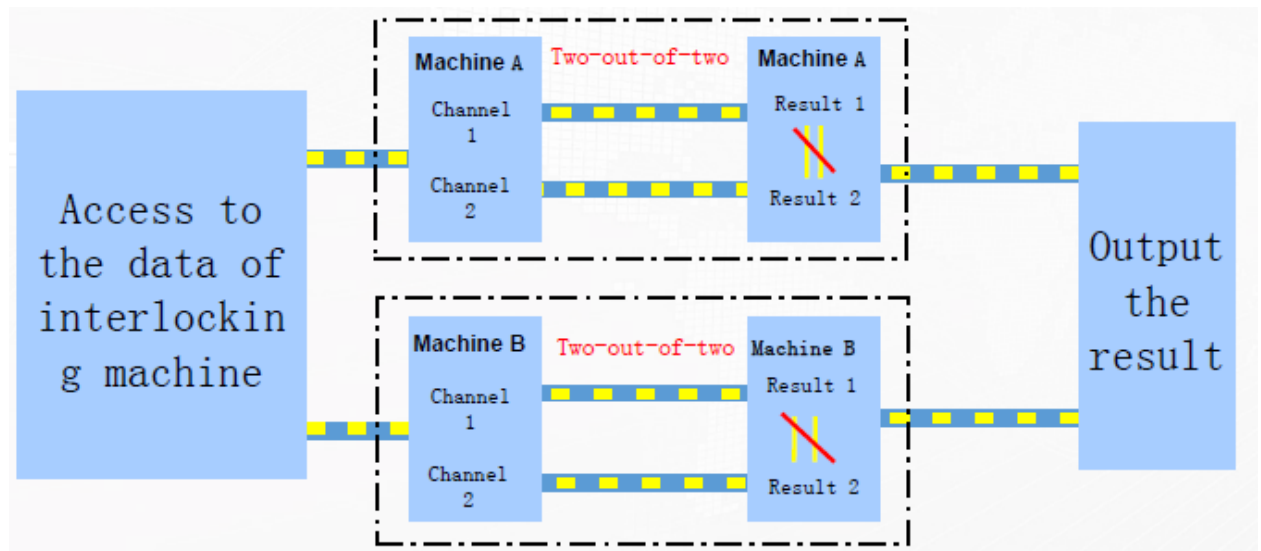 Access to
the data of
interlockin
g machine
Machine A
Channel
1
Channel
2
Two-out-of-two
Machine A
Result 1
Result 2
Machine B
Channel
1
Channel
2
Two-out-of-two
Machine B
Result 1
Result 2
Output
the
result